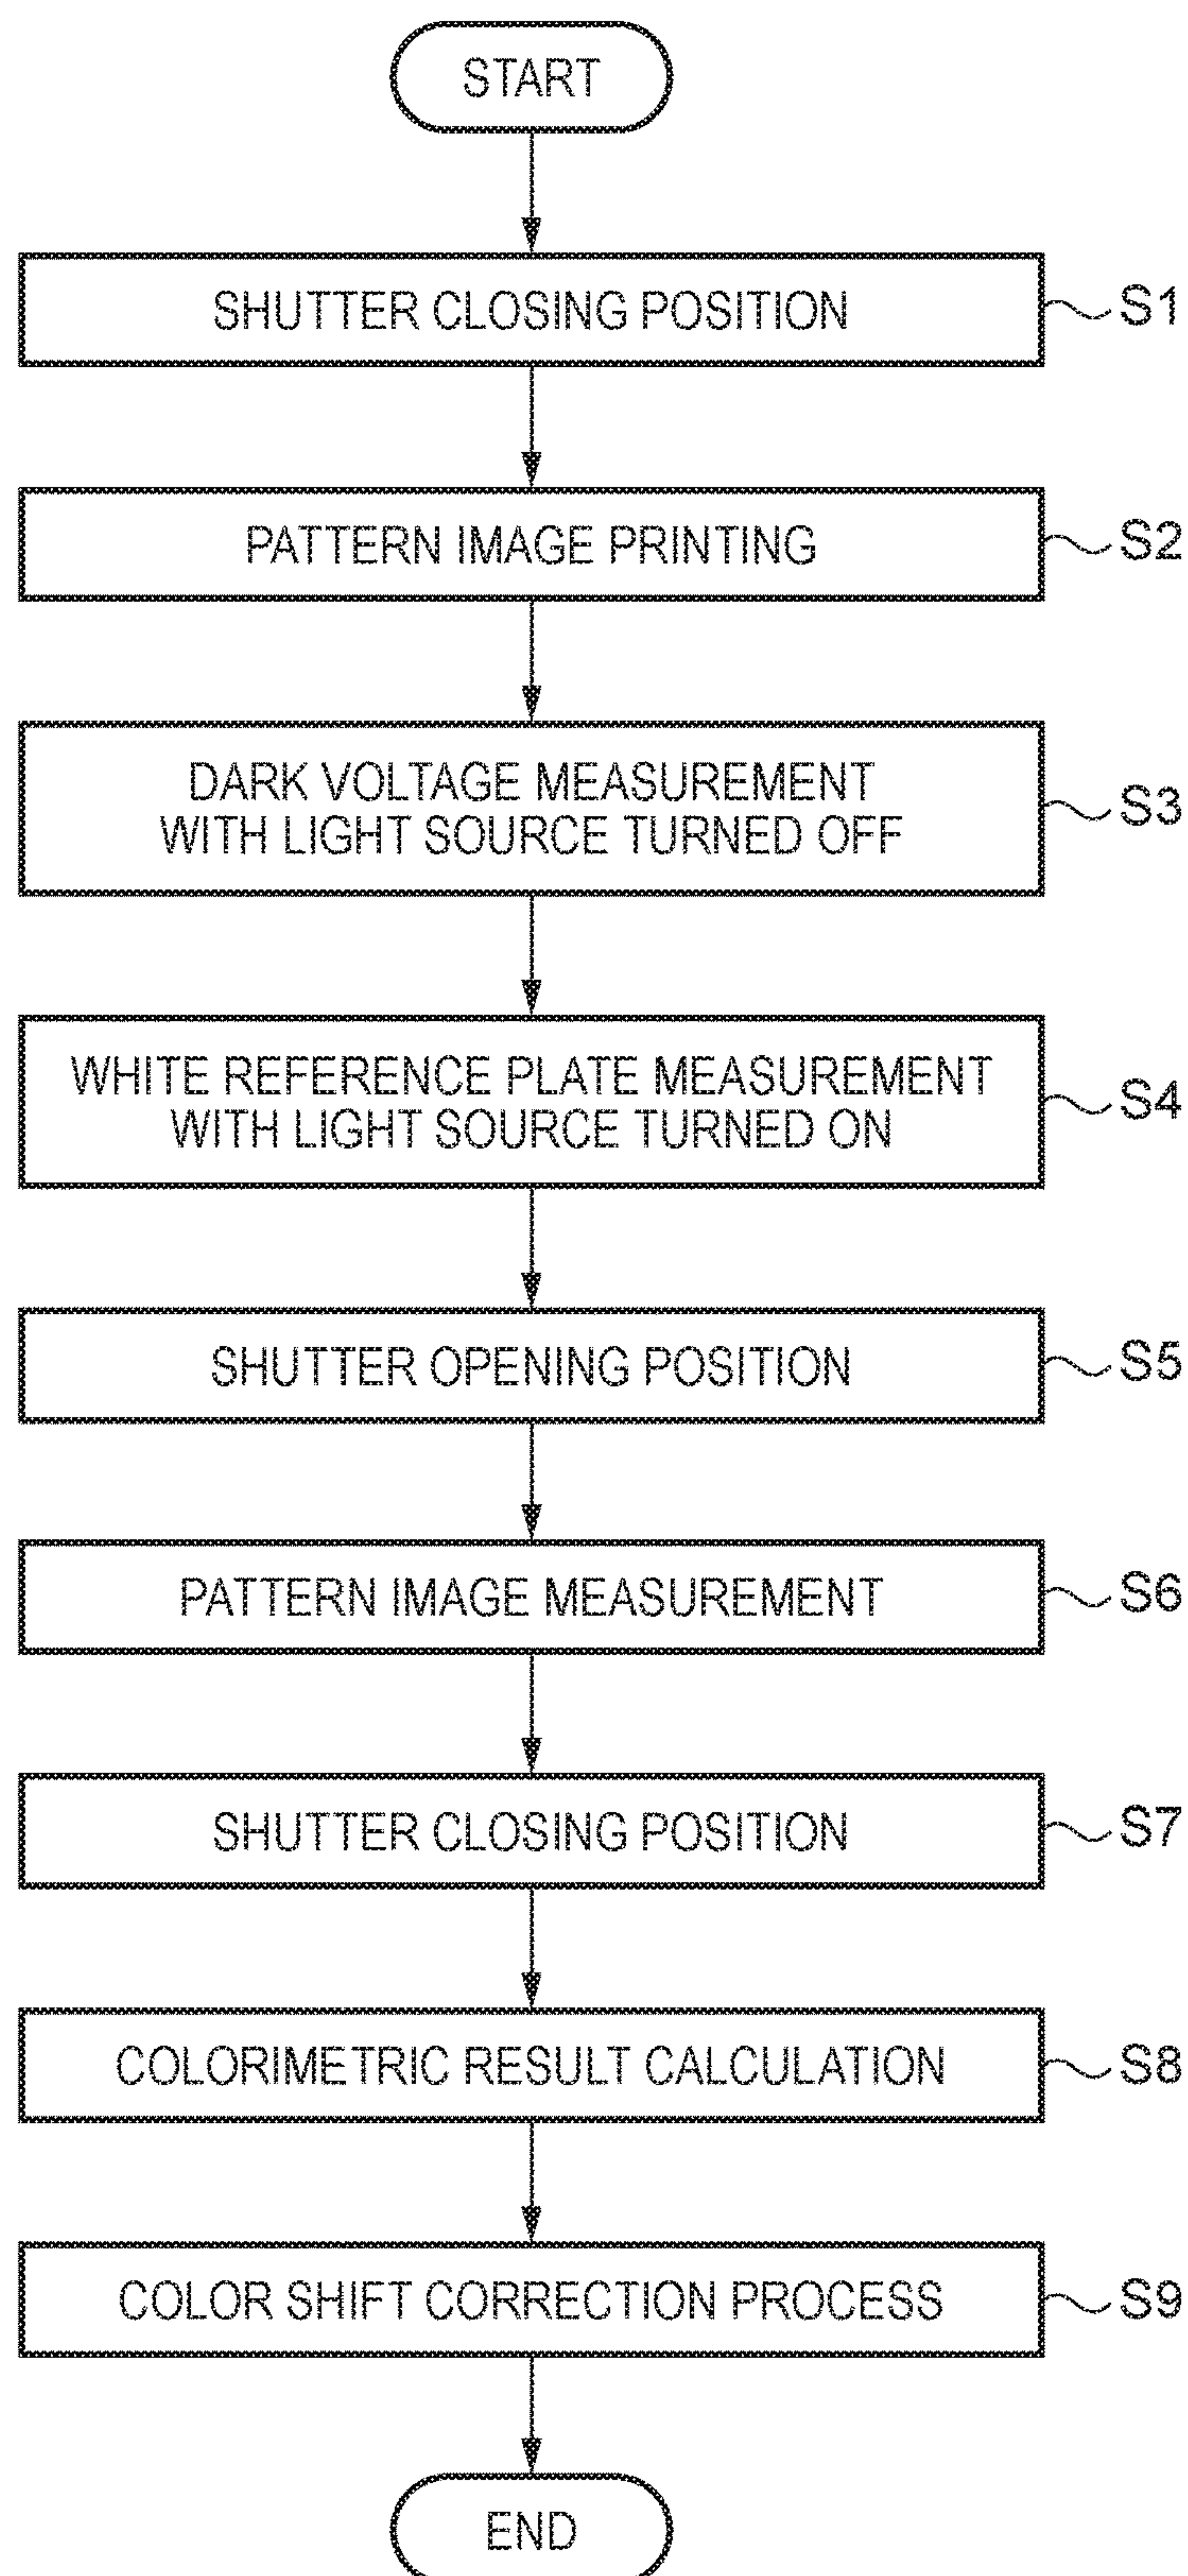 START
SHUTTER CLOSING POSITION
S1
PATTERN IMAGE PRINTING
S2
DARK VOLTAGE MEASUREMENT
WITH LIGHT SOURCE TURNED OFF
S3
WHITE REFERENCE PLATE MEASUREMENT
WITH LIGHT SOURCE TURNED ON
S4
SHUTTER OPENING POSITION
S5
PATTERN IMAGE MEASUREMENT
S6
SHUTTER CLOSING POSITION
S7
COLORIMETRIC RESULT CALCULATION
S8
COLOR SHIFT CORRECTION PROCESS
S9
END